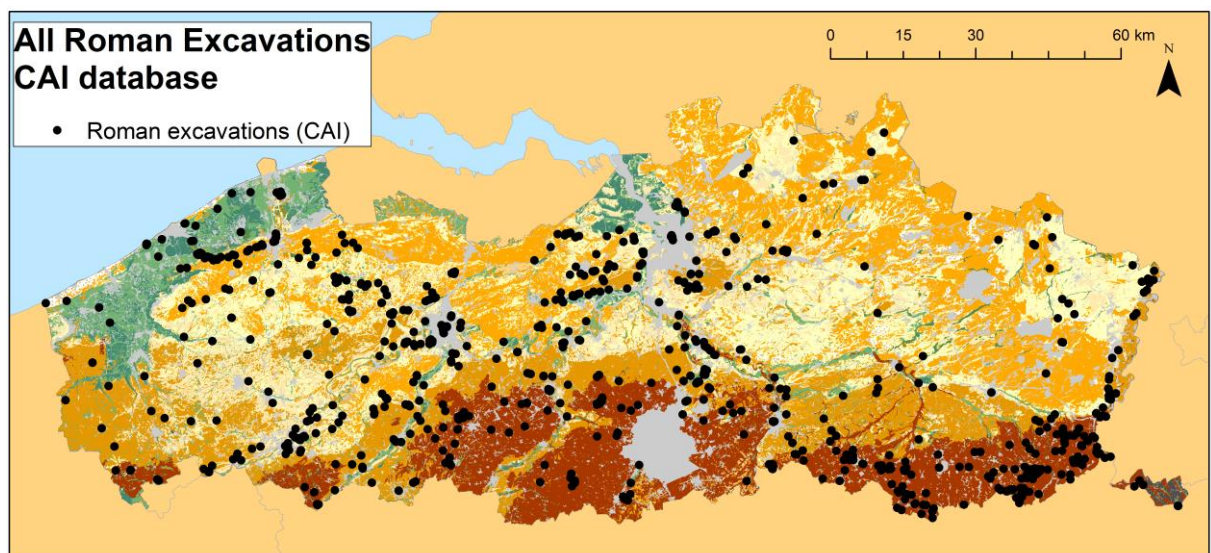 All Roman Excavations
CAI database
Roman excavations (CAI)
0 15 30 60 km
N